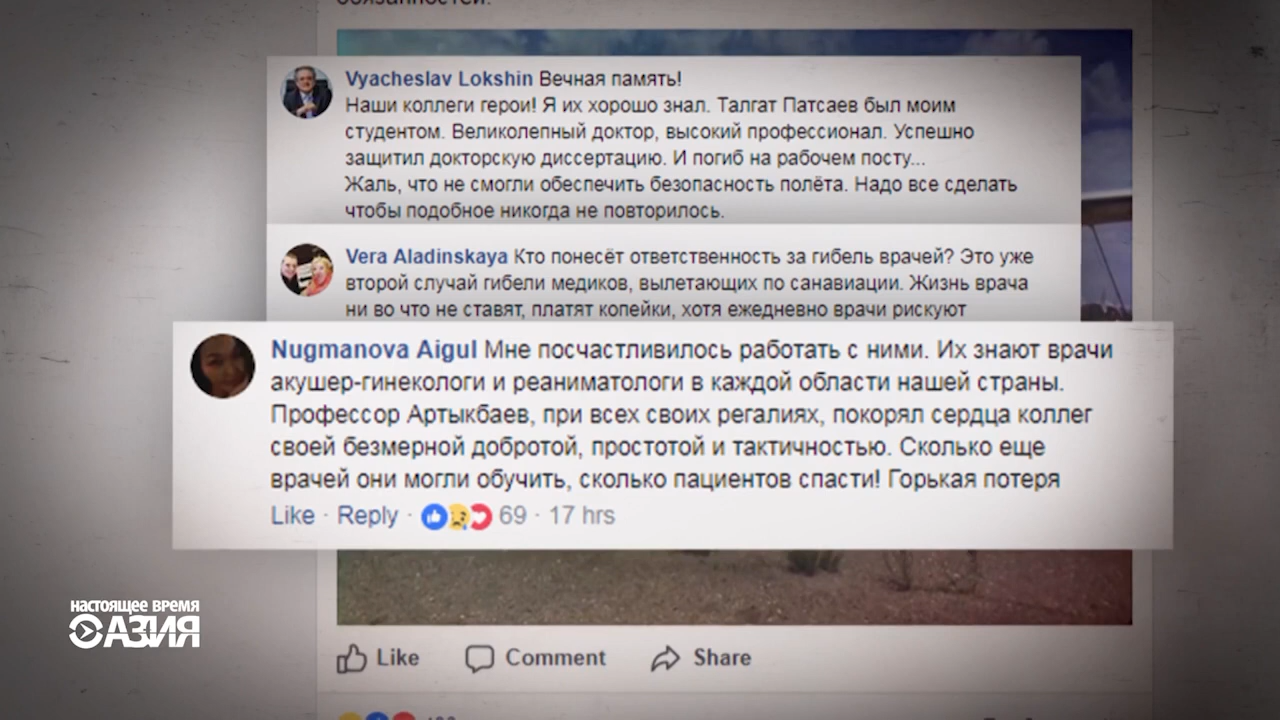 обязанностей.
Vyacheslav Lokshin Вечная память!
Наши коллеги герои! Я их хорошо знал. Талгат Патсаев был моим
студентом. Великолепный доктор, высокий профессионал. Успешно
защитил докторскую диссертацию. И погиб на рабочем посту...
Жаль, что не смогли обеспечить безопасность полёта. Надо все сделать
чтобы подобное никогда не повторилось.
Vera Aladinskaya Кто понесёт ответственность за гибель врачей? Это уже
второй случай гибели медиков, вылетающих по санавиации. Жизнь врача
ни во что не ставят, платят копейки, хотя ежедневно врачи рискуют
Nugmanova Aigul Мне посчастливилось работать с ними. Их знают врачи
акушер-гинекологи и реаниматологи в каждой области нашей страны.
Профессор Артыкбаев, при всех своих регалиях, покорял сердца коллег
своей безмерной добротой, простотой и тактичностью. Сколько еще
врачей они могли обучить, сколько пациентов спасти! Горькая потеря
Like · Reply · 69 · 17 hrs
НАСТОЯЩЕЕ ВРЕМЯ
АЗИЯ
Like Comment Share